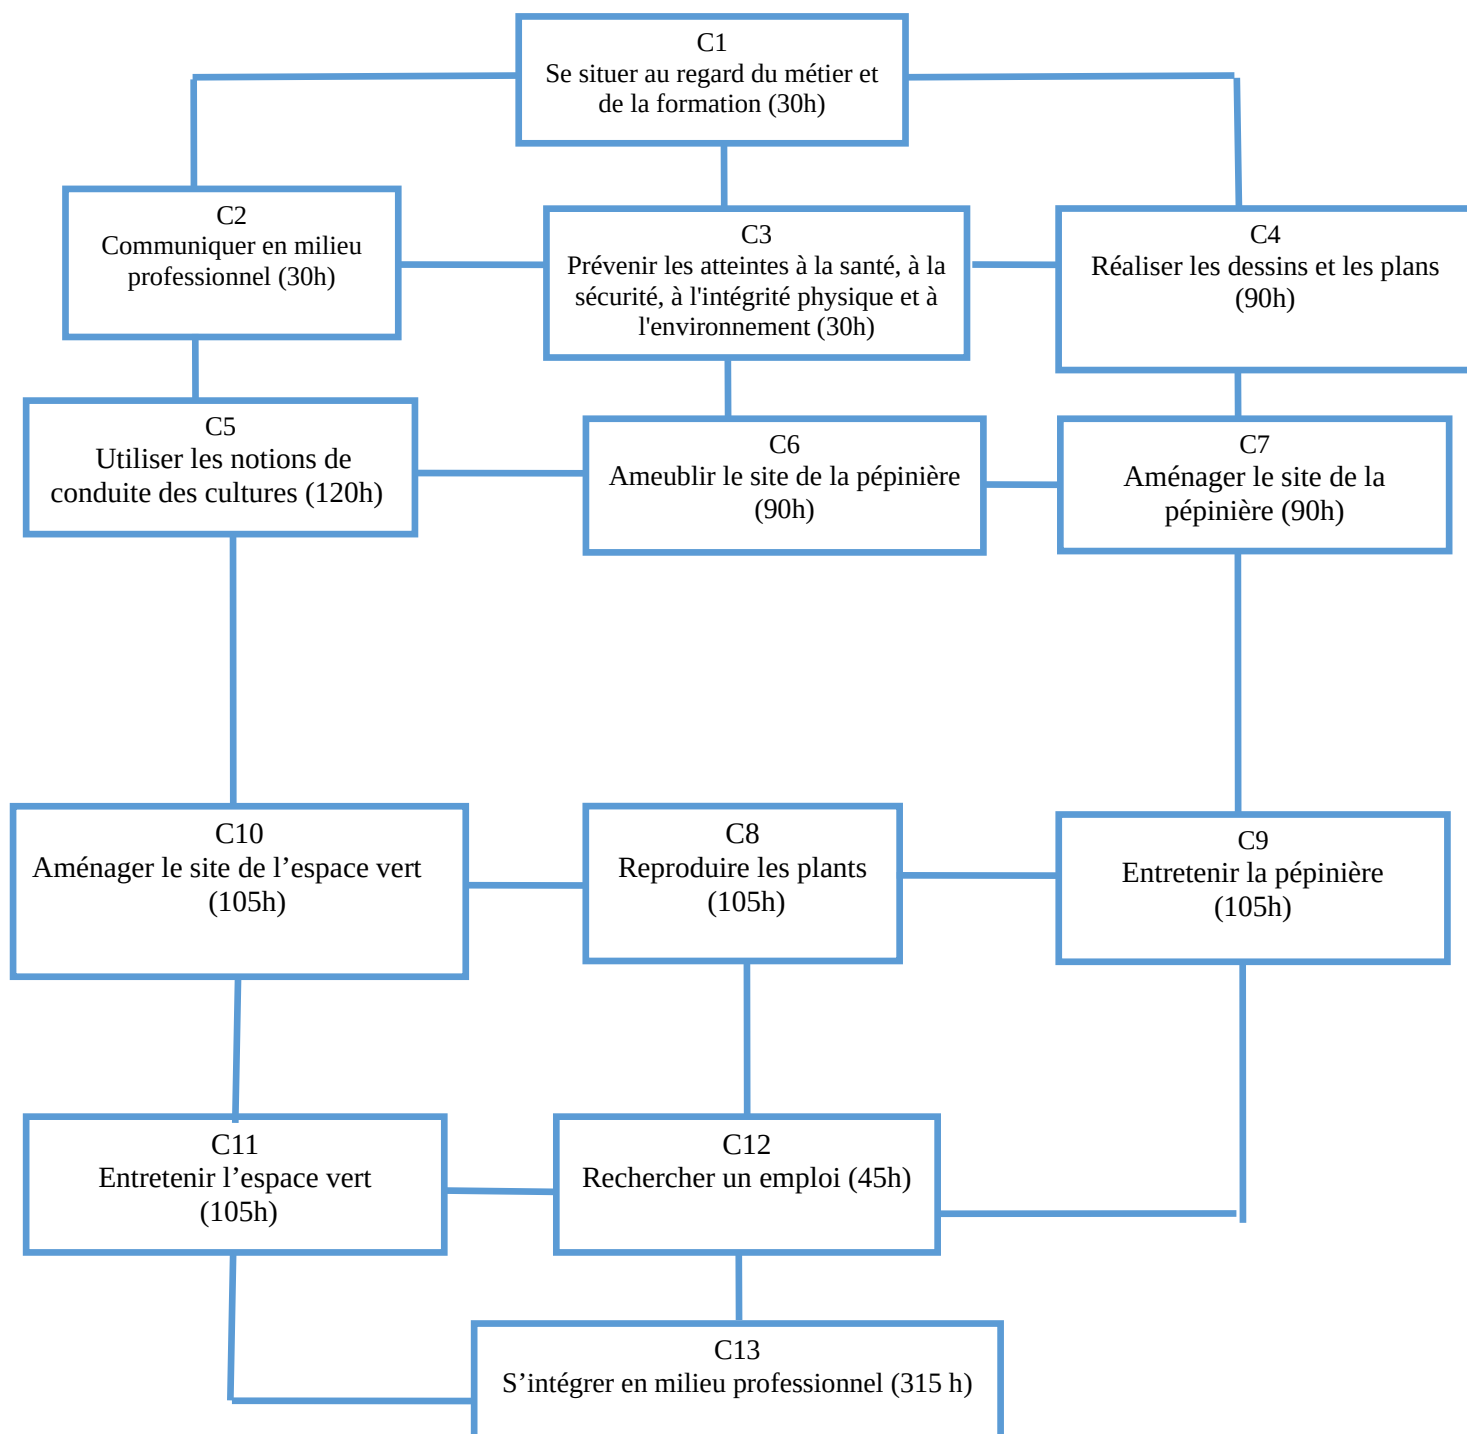 C1
Se situer au regard du métier et
de la formation (30h)
C2
Communiquer en milieu
professionnel (30h)
C3
Prévenir les atteintes à la santé, à la
sécurité, à l'intégrité physique et à
l'environnement (30h)
C4
Réaliser les dessins et les plans
(90h)
C5
Utiliser les notions de
conduite des cultures (120h)
C6
Ameublir le site de la pépinière
(90h)
C7
Aménager le site de la
pépinière (90h)
C10
Aménager le site de l’espace vert
(105h)
C8
Reproduire les plants
(105h)
C9
Entretenir la pépinière
(105h)
C11
Entretenir l’espace vert
(105h)
C12
Rechercher un emploi (45h)
C13
S’intégrer en milieu professionnel (315 h)